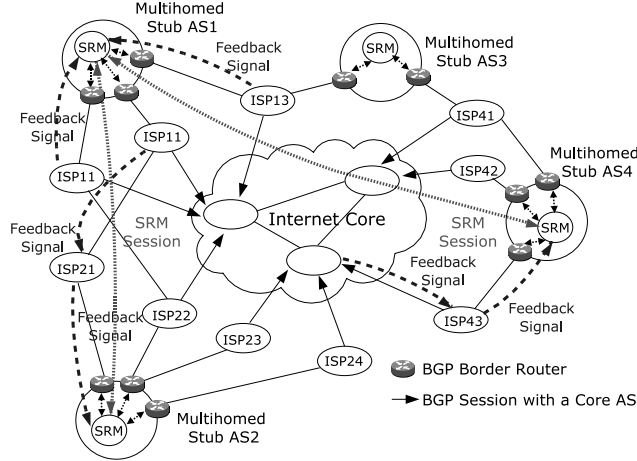 Multihomed
Stub AS1
SRM
Feedback
Signal
SRM
Multihomed
Stub AS3
ISP13
ISP41
Feedback
Signal
ISP11
ISP11
ISP42
Multihomed
Stub AS4
Internet Core
SRM
Session
SRM
Session
SRM
Feedback
Signal
ISP21
Feedback
Signal
Feedback
Signal
ISP22
ISP43
Feedback
Signal
ISP23
ISP24
BGP Border Router
BGP Session with a Core AS
SRM
Multihomed
Stub AS2